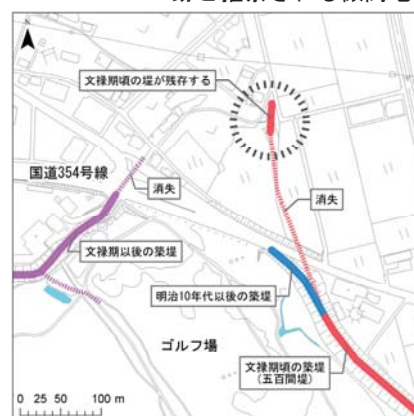 文禄期頃の堤が残存する
国道354号線
消失
消失
文禄期以後の築堤
明治10年代以後の築堤
ゴルフ場
文禄期頃の築堤
(五百間堤)
0 25 50 100 m